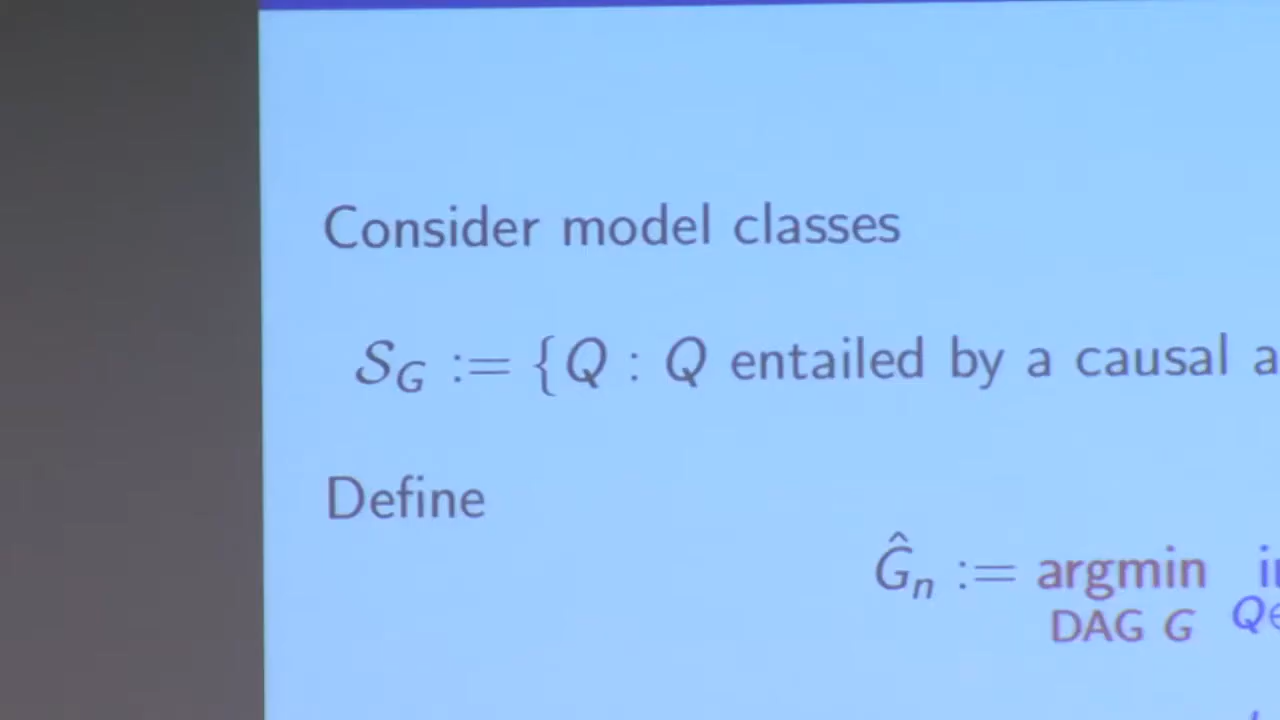 Consider model classes
𝒮_G := {Q : Q entailed by a causal
Define
Ĝ_n := argmin
DAG G